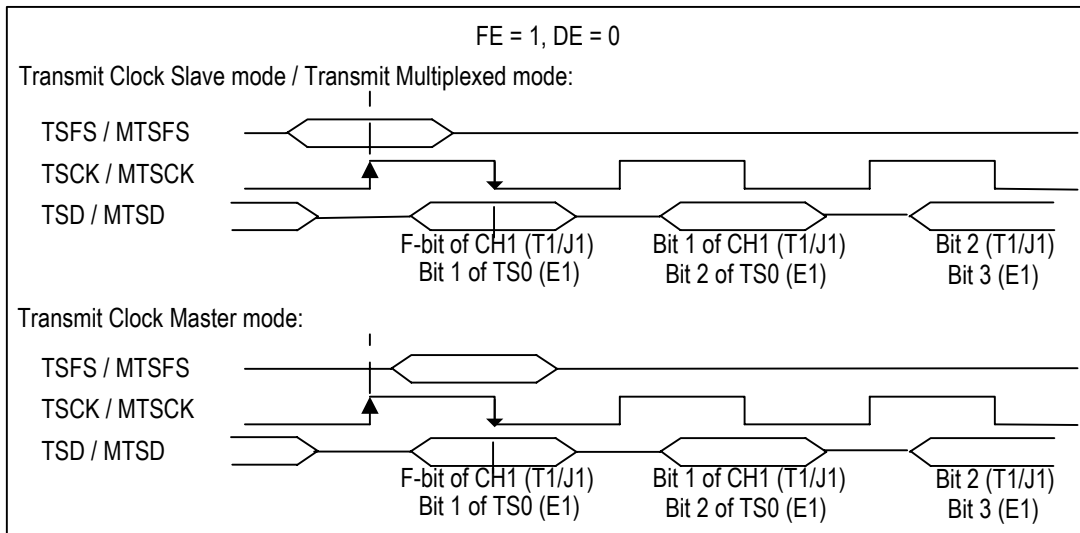 FE = 1, DE = 0
Transmit Clock Slave mode / Transmit Multiplexed mode:
TSFS / MTSFS
TSCK / MTSCK
TSD / MTSD
F-bit of CH1 (T1/J1)
Bit 1 of TS0 (E1)
Bit 1 of CH1 (T1/J1)
Bit 2 of TS0 (E1)
Bit 2 (T1/J1)
Bit 3 (E1)
Transmit Clock Master mode:
TSFS / MTSFS
TSCK / MTSCK
TSD / MTSD
F-bit of CH1 (T1/J1)
Bit 1 of TS0 (E1)
Bit 1 of CH1 (T1/J1)
Bit 2 of TS0 (E1)
Bit 2 (T1/J1)
Bit 3 (E1)